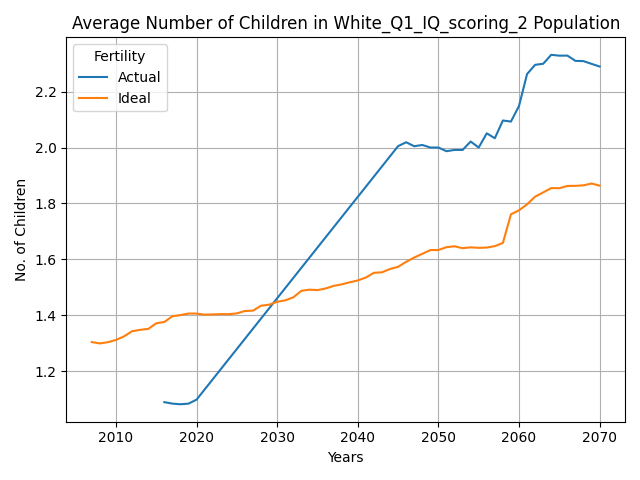 Average Number of Children in White_Q1_IQ_scoring_2 Population
Fertility
Actual
Ideal
No. of Children
2.2
2.0
1.8
1.6
1.4
1.2
2010 2020 2030 2040 2050 2060 2070
Years